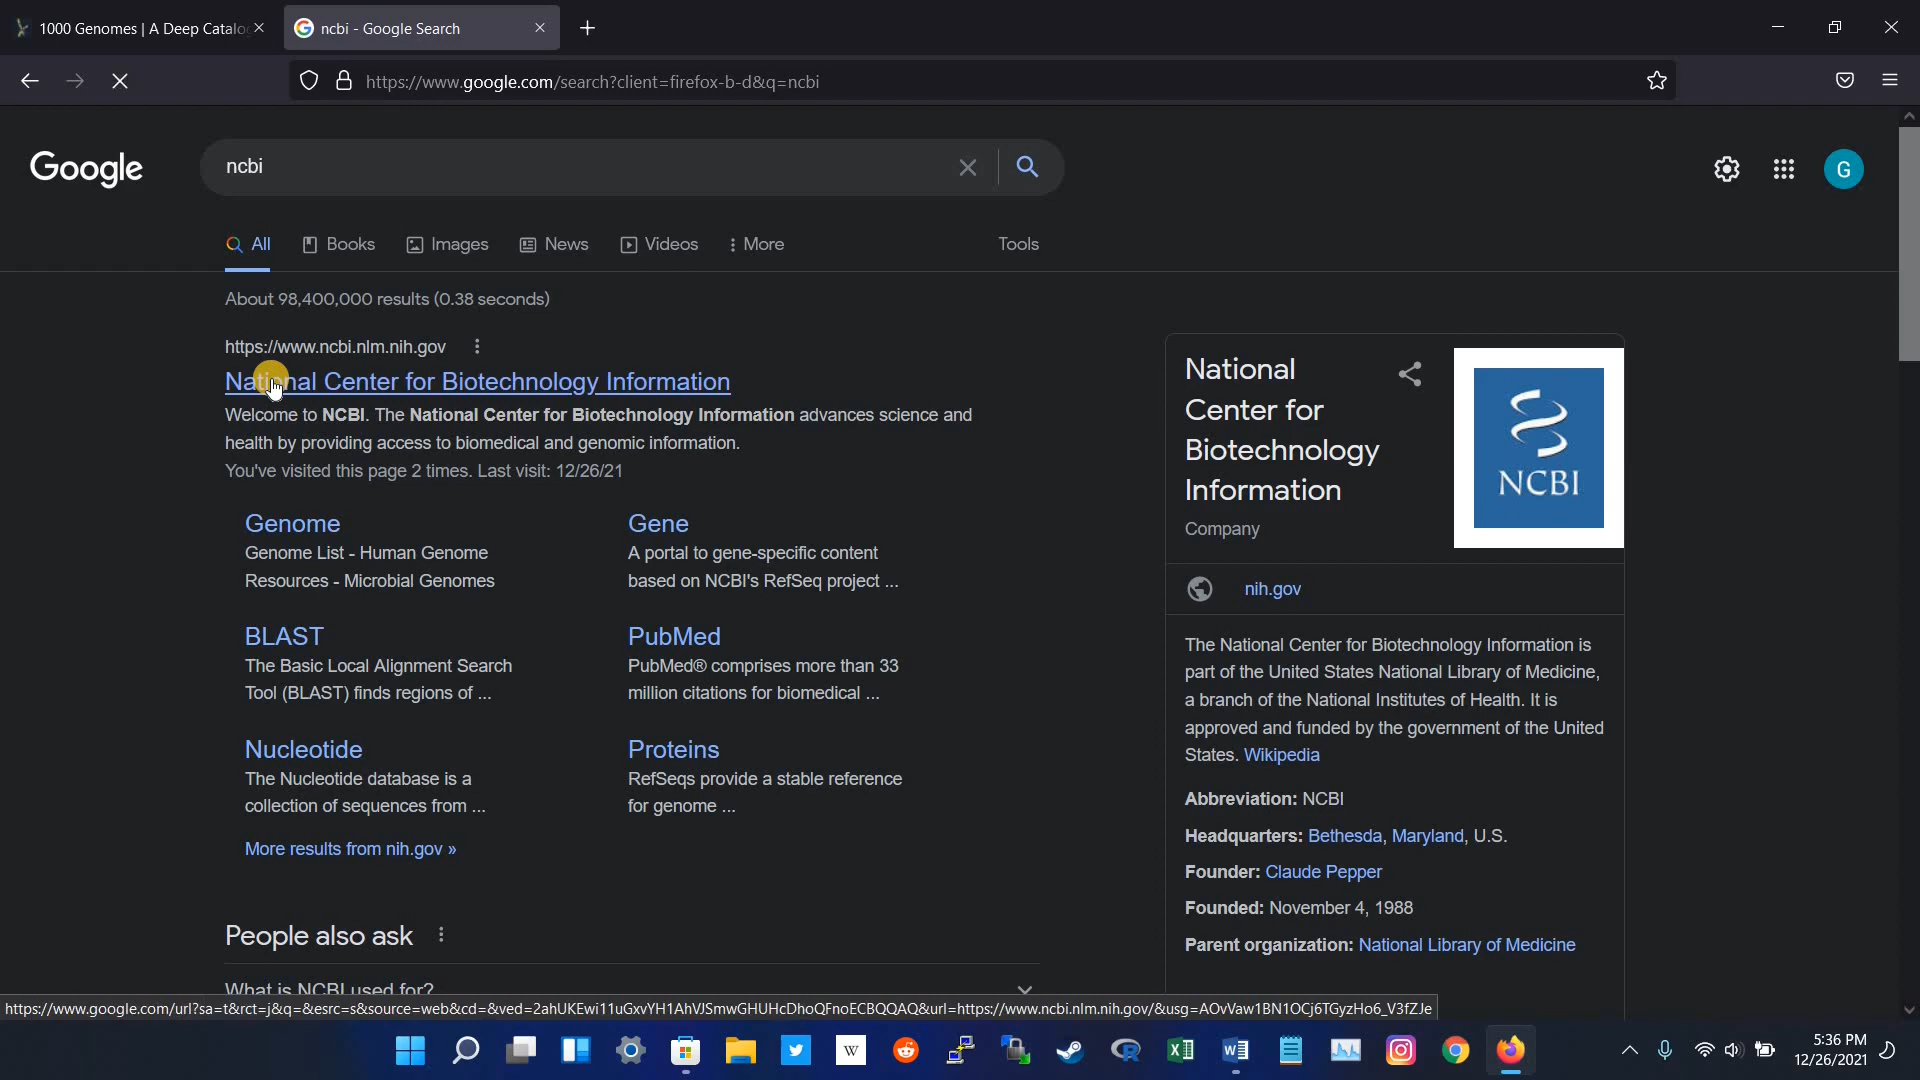 1000 Genomes | A Deep Catalo
ncbi - Google Search
https://www.google.com/search?client=firefox-b-d&q=ncbi
Google
ncbi
G
All
Books
Images
News
Videos
More
Tools
About 98,400,000 results (0.38 seconds)
https://www.ncbi.nlm.nih.gov
National Center for Biotechnology Information
Welcome to NCBI. The National Center for Biotechnology Information advances science and
health by providing access to biomedical and genomic information.
You've visited this page 2 times. Last visit: 12/26/21
Genome
Genome List - Human Genome
Resources - Microbial Genomes
Gene
A portal to gene-specific content
based on NCBI's RefSeq project ...
BLAST
The Basic Local Alignment Search
Tool (BLAST) finds regions of ...
PubMed
PubMed® comprises more than 33
million citations for biomedical ...
Nucleotide
The Nucleotide database is a
collection of sequences from ...
Proteins
RefSeqs provide a stable reference
for genome ...
More results from nih.gov »
People also ask
What is NCBI used for?
National
Center for
Biotechnology
Information
Company
NCBI
nih.gov
The National Center for Biotechnology Information is
part of the United States National Library of Medicine,
a branch of the National Institutes of Health. It is
approved and funded by the government of the United
States. Wikipedia
Abbreviation: NCBI
Headquarters: Bethesda, Maryland, U.S.
Founder: Claude Pepper
Founded: November 4, 1988
Parent organization: National Library of Medicine
https://www.google.com/url?sa=t&rct=j&q=&esrc=s&source=web&cd=&ved=2ahUKEwi11uGxvYH1AhVJSmwGHUHcDhoQFnoECBQQAQ&url=https://www.ncbi.nlm.nih.gov/&usg=AOvVaw1BN1OCj6TGyzHo6_V3fZJe
W
R
5:36 PM
12/26/2021